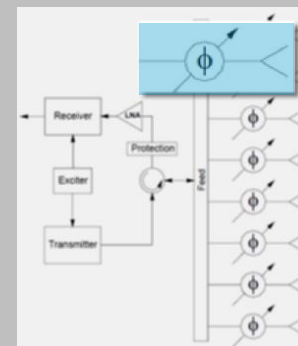 ϕ
Receiver
LNA
ϕ
Protection
ϕ
Exciter
Feed
ϕ
Transmitter
ϕ
ϕ
ϕ